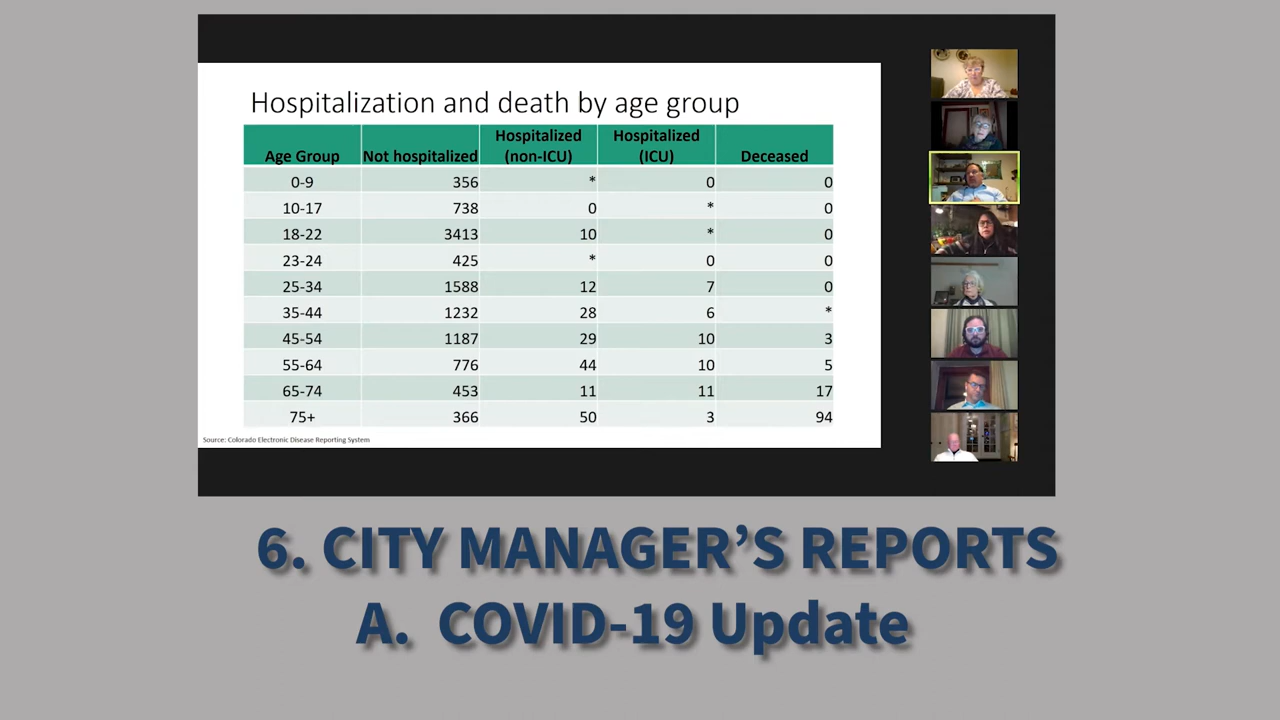 Hospitalization and death by age group
Age Group Not hospitalized Hospitalized (non-ICU) Hospitalized (ICU) Deceased
0-9 356 * 0 0
10-17 738 0 * 0
18-22 3413 10 * 0
23-24 425 * 0 0
25-34 1588 12 7 0
35-44 1232 28 6 *
45-54 1187 29 10 3
55-64 776 44 10 5
65-74 453 11 11 17
75+ 366 50 3 94
Source: Colorado Electronic Disease Reporting System
6. CITY MANAGER’S REPORTS
A. COVID-19 Update